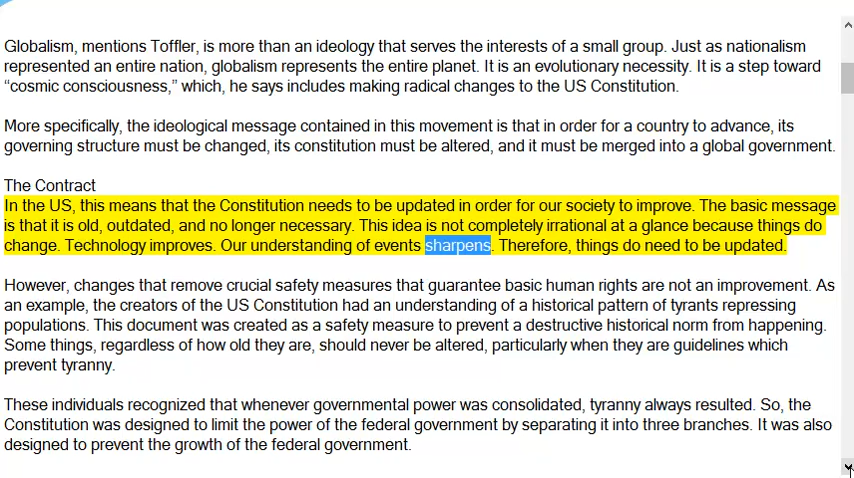 Globalism, mentions Toffler, is more than an ideology that serves the interests of a small group. Just as nationalism
represented an entire nation, globalism represents the entire planet. It is an evolutionary necessity. It is a step toward
“cosmic consciousness,” which, he says includes making radical changes to the US Constitution.
More specifically, the ideological message contained in this movement is that in order for a country to advance, its
governing structure must be changed, its constitution must be altered, and it must be merged into a global government.
The Contract
In the US, this means that the Constitution needs to be updated in order for our society to improve. The basic message
is that it is old, outdated, and no longer necessary. This idea is not completely irrational at a glance because things do
change. Technology improves. Our understanding of events sharpens. Therefore, things do need to be updated.
However, changes that remove crucial safety measures that guarantee basic human rights are not an improvement. As
an example, the creators of the US Constitution had an understanding of a historical pattern of tyrants repressing
populations. This document was created as a safety measure to prevent a destructive historical norm from happening.
Some things, regardless of how old they are, should never be altered, particularly when they are guidelines which
prevent tyranny.
These individuals recognized that whenever governmental power was consolidated, tyranny always resulted. So, the
Constitution was designed to limit the power of the federal government by separating it into three branches. It was also
designed to prevent the growth of the federal government.